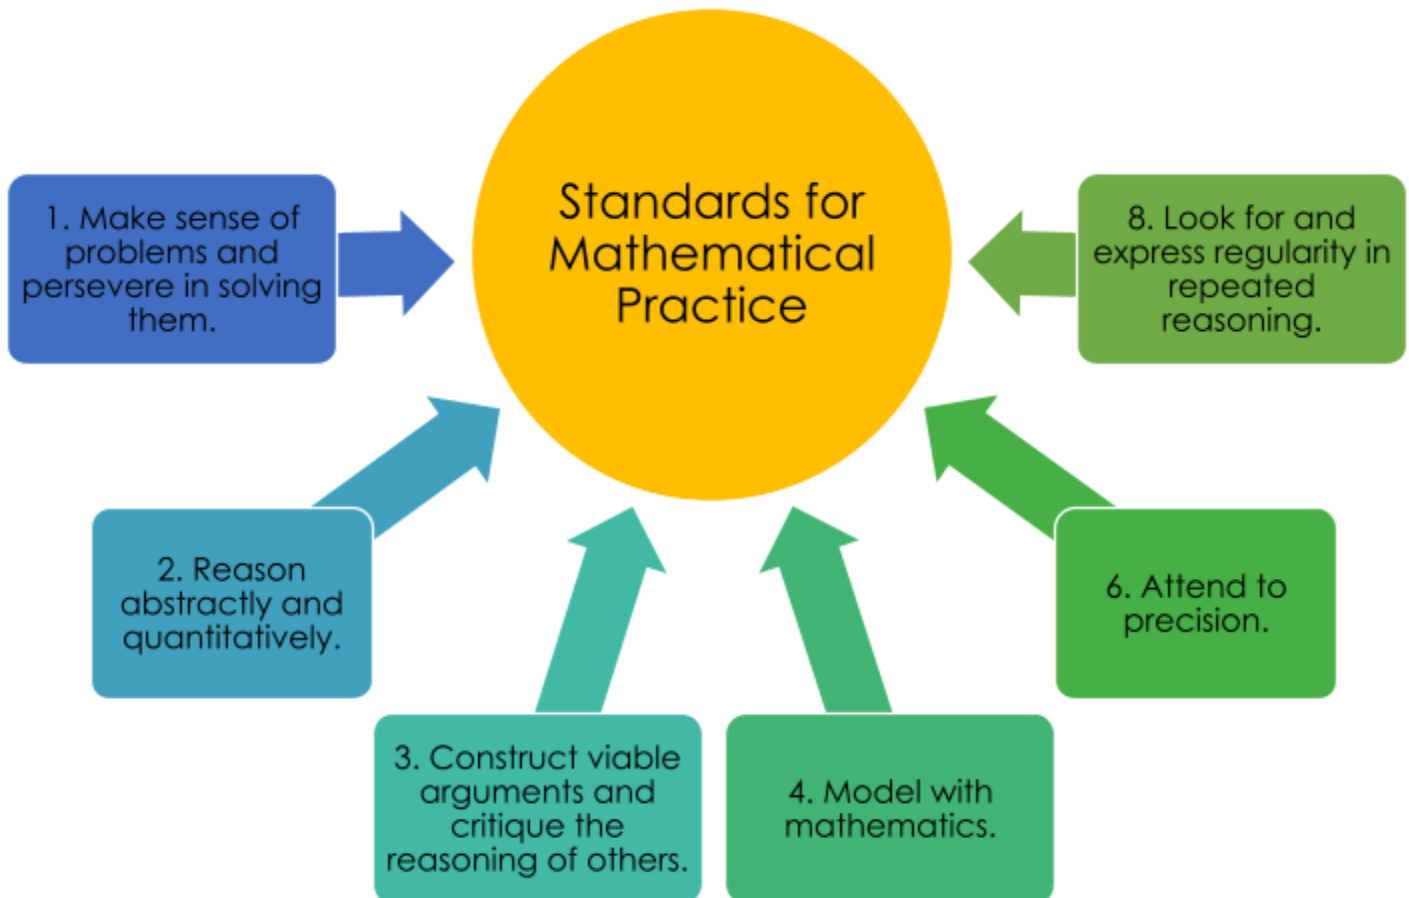 Standards for
Mathematical
Practice
1. Make sense of
problems and
persevere in solving
them.
2. Reason
abstractly and
quantitatively.
3. Construct viable
arguments and
critique the
reasoning of others.
4. Model with
mathematics.
6. Attend to
precision.
8. Look for and
express regularity in
repeated
reasoning.